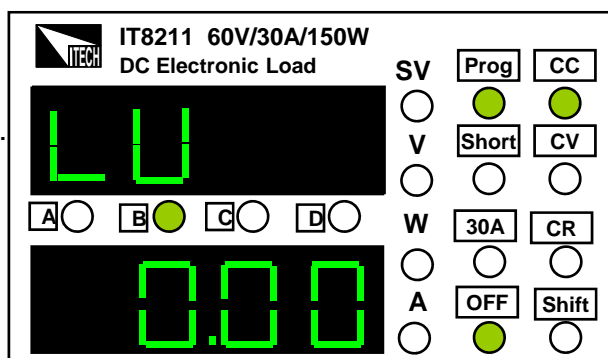 ITECH IT8211 60V/30A/150W
DC Electronic Load
SV Prog CC
LU
V Short CV
A B C D
W 30A CR
0.00
A OFF Shift